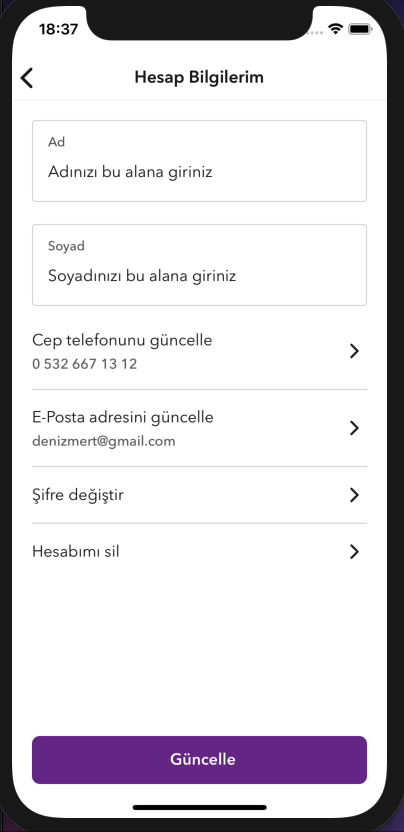 18:37
Hesap Bilgilerim
Ad
Adınızı bu alana giriniz
Soyad
Soyadınızı bu alana giriniz
Cep telefonunu güncelle
0 532 667 13 12
E-Posta adresini güncelle
denizmert@gmail.com
Şifre değiştir
Hesabımı sil
Güncelle